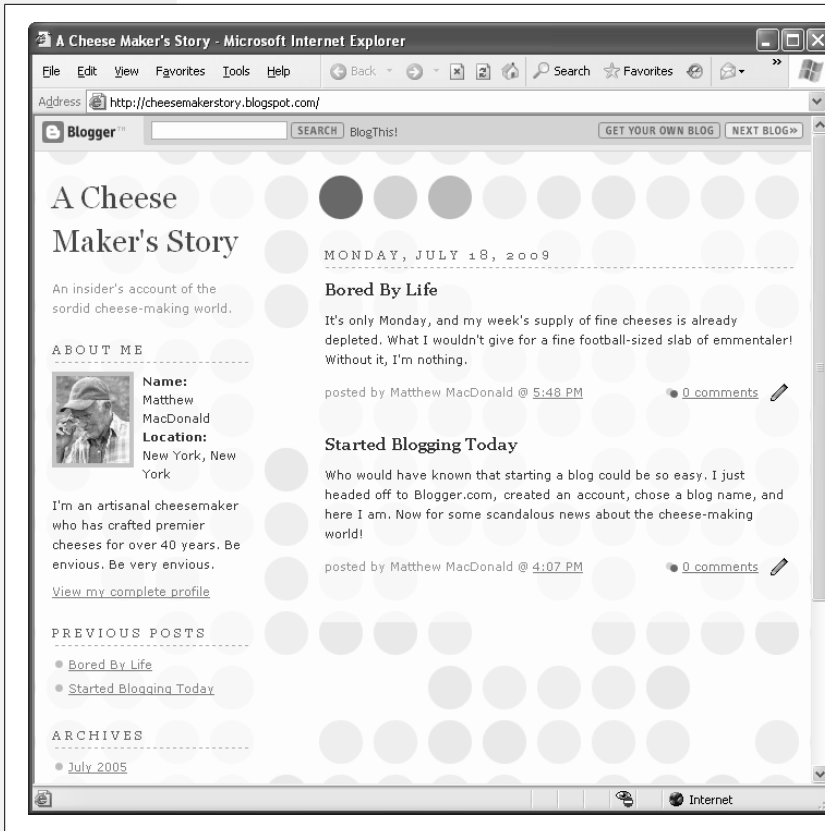 A Cheese Maker's Story - Microsoft Internet Explorer
File Edit View Favorites Tools Help Back Search Favorites »
Address http://cheesemakerstory.blogspot.com/
Blogger™ SEARCH BlogThis! GET YOUR OWN BLOG NEXT BLOG»
A Cheese
Maker's Story
An insider's account of the
sordid cheese-making world.
ABOUT ME
Name:
Matthew
MacDonald
Location:
New York, New
York
I'm an artisanal cheesemaker
who has crafted premier
cheeses for over 40 years. Be
envious. Be very envious.
View my complete profile
PREVIOUS POSTS
Bored By Life
Started Blogging Today
ARCHIVES
July 2005
MONDAY, JULY 18, 2009
Bored By Life
It's only Monday, and my week's supply of fine cheeses is already
depleted. What I wouldn't give for a fine football-sized slab of emmentaler!
Without it, I'm nothing.
posted by Matthew MacDonald @ 5:48 PM 0 comments
Started Blogging Today
Who would have known that starting a blog could be so easy. I just
headed off to Blogger.com, created an account, chose a blog name, and
here I am. Now for some scandalous news about the cheese-making
world!
posted by Matthew MacDonald @ 4:07 PM 0 comments
Internet